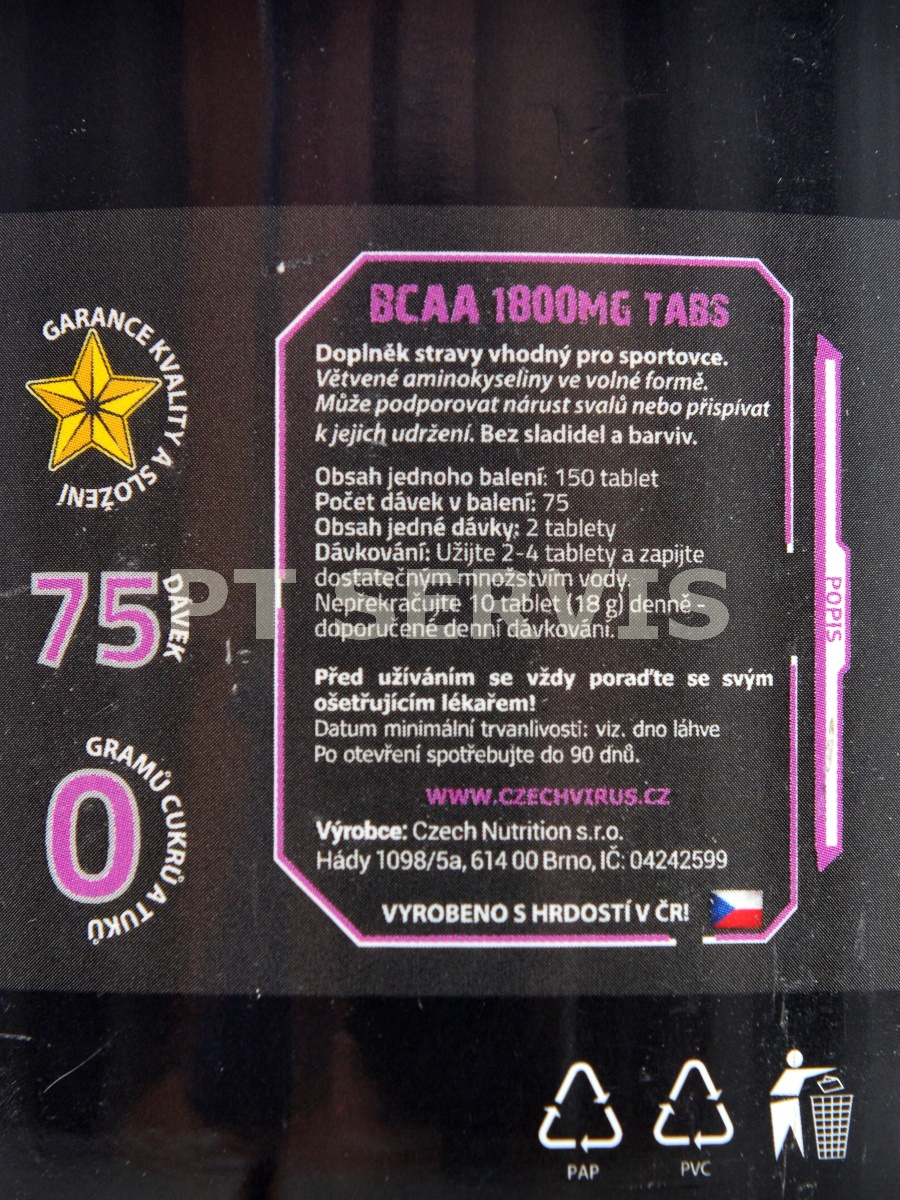 GARANCE KVALITY A SLOŽENÍ
75 DÁVEK
0 GRAMŮ CUKRŮ A TUKŮ
BCAA 1800MG TABS
Doplněk stravy vhodný pro sportovce.
Větvené aminokyseliny ve volné formě.
Může podporovat nárust svalů nebo přispívat
k jejich udržení. Bez sladidel a barviv.
Obsah jednoho balení: 150 tablet
Počet dávek v balení: 75
Obsah jedné dávky: 2 tablety
Dávkování: Užijte 2-4 tablety a zapijte
dostatečným množstvím vody.
Nepřekračujte 10 tablet (18 g) denně -
doporučené denní dávkování.
PT SERVIS
Před užíváním se vždy poraďte se svým
ošetřujícím lékařem!
Datum minimální trvanlivosti: viz. dno láhve
Po otevření spotřebujte do 90 dnů.
WWW.CZECHVIRUS.CZ
Výrobce: Czech Nutrition s.r.o.
Hády 1098/5a, 614 00 Brno, IČ: 04242599
VYROBENO S HRDOSTÍ V ČR!
POPIS
PAP
PVC